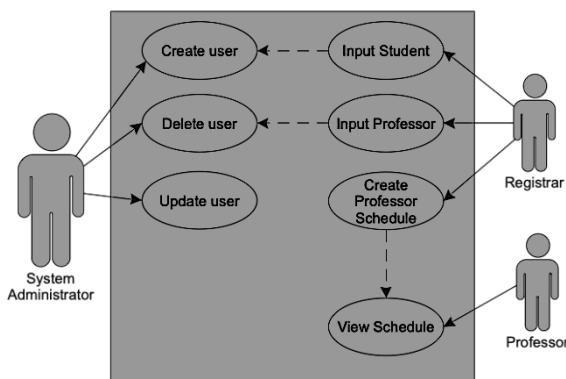 Create user
Input Student
Delete user
Input Professor
Registrar
Update user
Create
Professor
Schedule
System
Administrator
View Schedule
Professor